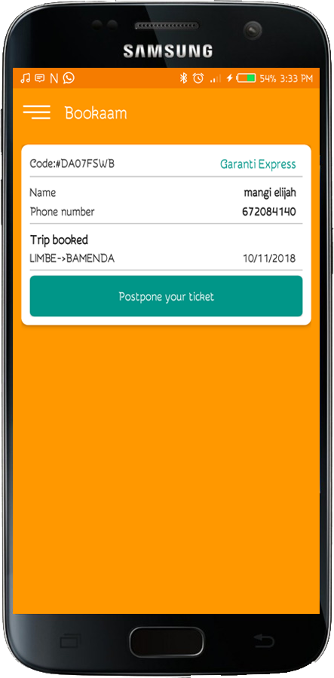 SAMSUNG
54% 3:33 PM
Bookaam
Code:#DA07FSWB Garanti Express
Name mangi elijah
Phone number 672084140
Trip booked
LIMBE->BAMENDA 10/11/2018
Postpone your ticket